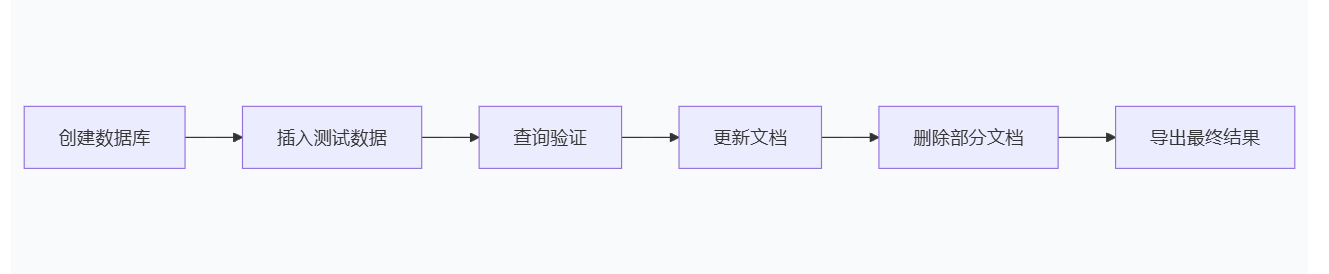 创建数据库
插入测试数据
查询验证
更新文档
删除部分文档
导出最终结果